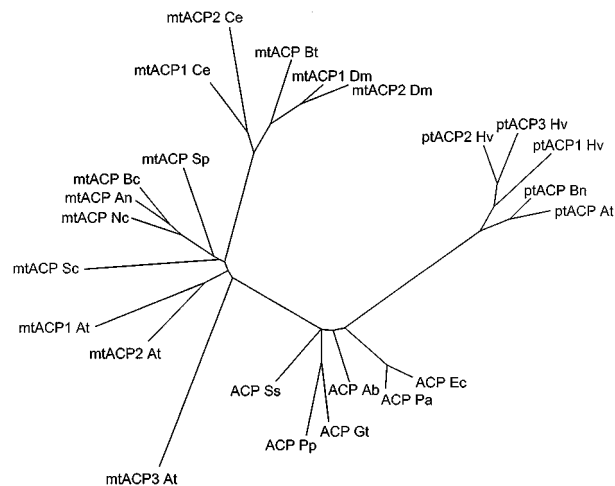 mtACP2 Ce
mtACP Bt
mtACP1 Ce
mtACP1 Dm
mtACP2 Dm
ptACP3 Hv
ptACP2 Hv
ptACP1 Hv
mtACP Sp
mtACP Bc
ptACP Bn
mtACP An
ptACP At
mtACP Nc
mtACP Sc
mtACP1 At
mtACP2 At
ACP Ss
ACP Ab
ACP Ec
ACP Pa
ACP Gt
ACP Pp
mtACP3 At